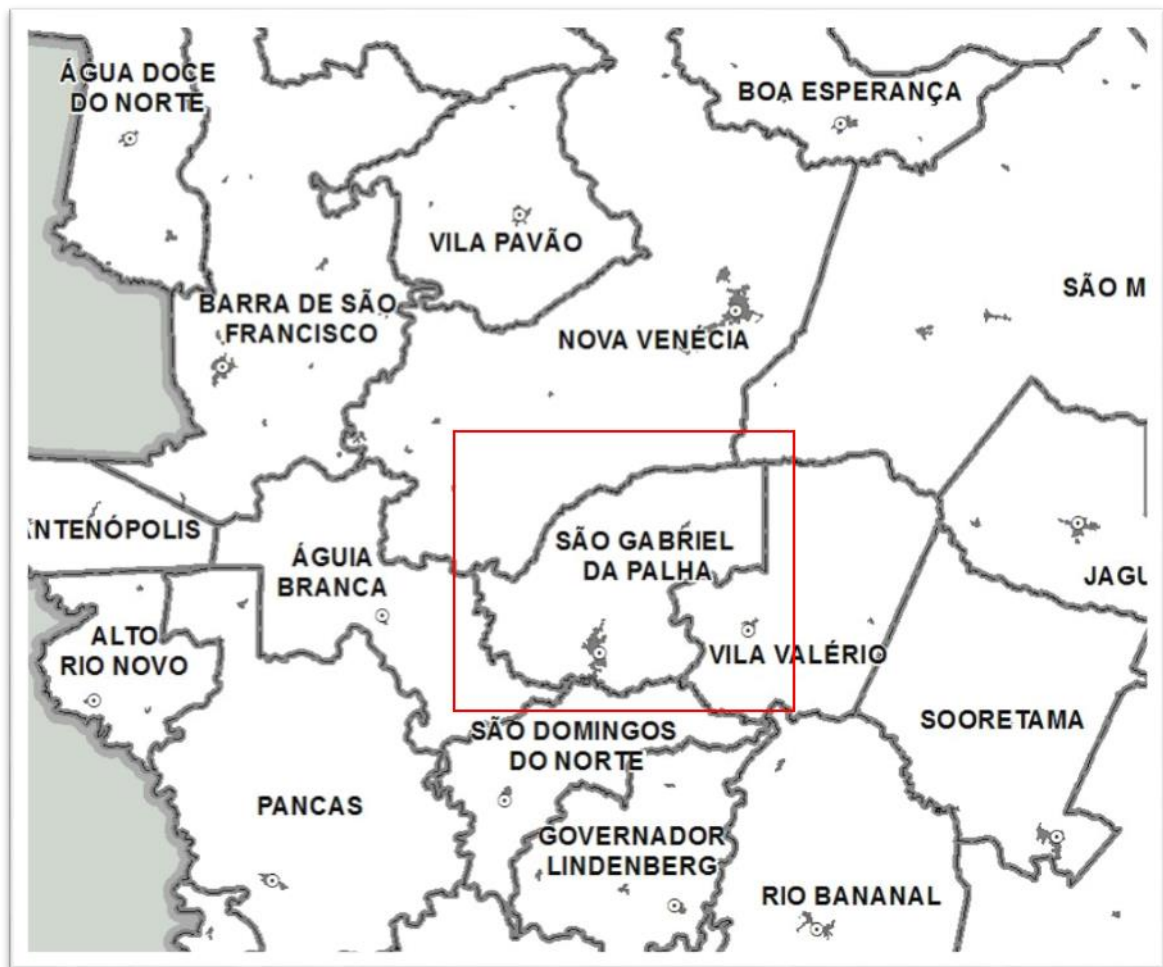 ÁGUA DOCE
DO NORTE
BOA ESPERANÇA
VILA PAVÃO
SÃO M
BARRA DE SÃO
FRANCISCO
NOVA VENÉCIA
NTENÓPOLIS
ÁGUIA
BRANCA
SÃO GABRIEL
DA PALHA
JAGU
ALTO
RIO NOVO
VILA VALÉRIO
SÃO DOMINGOS
DO NORTE
SOORETAMA
PANCAS
GOVERNADOR
LINDENBERG
RIO BANANAL